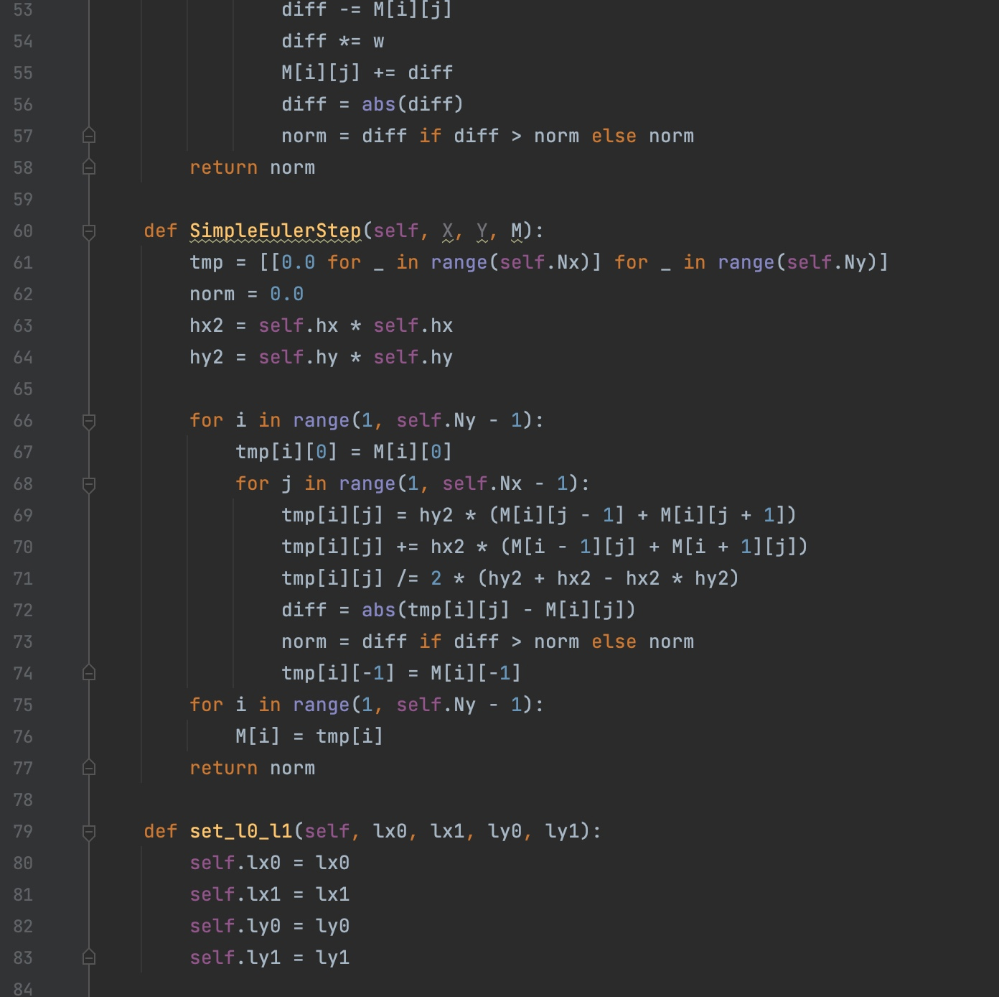 53                diff -= M[i][j]
54                diff *= w
55                M[i][j] += diff
56                diff = abs(diff)
57                norm = diff if diff > norm else norm
58        return norm
59
60    def SimpleEulerStep(self, X, Y, M):
61        tmp = [[0.0 for _ in range(self.Nx)] for _ in range(self.Ny)]
62        norm = 0.0
63        hx2 = self.hx * self.hx
64        hy2 = self.hy * self.hy
65
66        for i in range(1, self.Ny - 1):
67            tmp[i][0] = M[i][0]
68            for j in range(1, self.Nx - 1):
69                tmp[i][j] = hy2 * (M[i][j - 1] + M[i][j + 1])
70                tmp[i][j] += hx2 * (M[i - 1][j] + M[i + 1][j])
71                tmp[i][j] /= 2 * (hy2 + hx2 - hx2 * hy2)
72                diff = abs(tmp[i][j] - M[i][j])
73                norm = diff if diff > norm else norm
74                tmp[i][-1] = M[i][-1]
75        for i in range(1, self.Ny - 1):
76            M[i] = tmp[i]
77        return norm
78
79    def set_l0_l1(self, lx0, lx1, ly0, ly1):
80        self.lx0 = lx0
81        self.lx1 = lx1
82        self.ly0 = ly0
83        self.ly1 = ly1
84